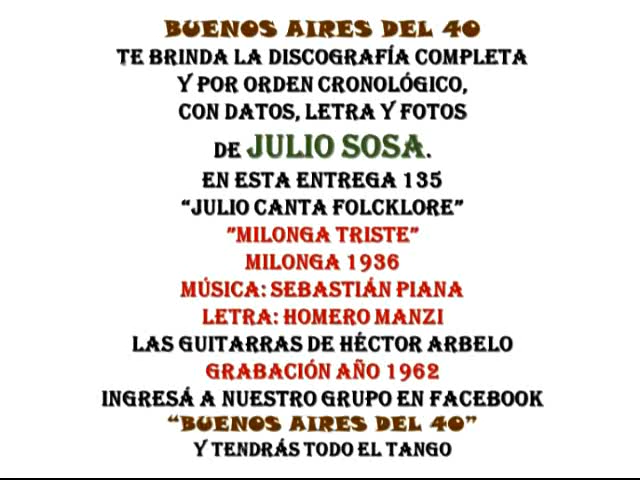 BUENOS AIRES DEL 40
TE BRINDA LA DISCOGRAFÍA COMPLETA
Y POR ORDEN CRONOLÓGICO,
CON DATOS, LETRA Y FOTOS
DE JULIO SOSA.
EN ESTA ENTREGA 135
“JULIO CANTA FOLCKLORE”
"MILONGA TRISTE"
MILONGA 1936
MÚSICA: SEBASTIÁN PIANA
LETRA: HOMERO MANZI
LAS GUITARRAS DE HÉCTOR ARBELO
GRABACIÓN AÑO 1962
INGRESÁ A NUESTRO GRUPO EN FACEBOOK
“BUENOS AIRES DEL 40”
Y TENDRÁS TODO EL TANGO